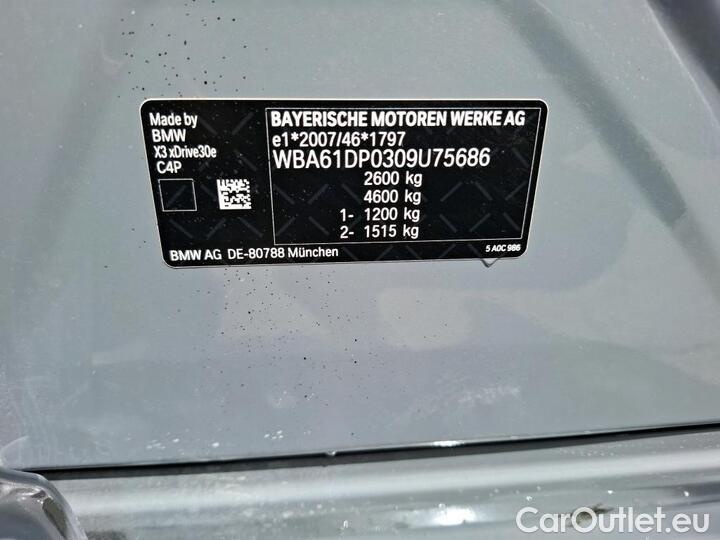 Made by
BMW
X3 xDrive30e
C4P
BAYERISCHE MOTOREN WERKE AG
e1*2007/46*1797
WBA61DP0309U75686
2600 kg
4600 kg
1- 1200 kg
2- 1515 kg
BMW AG DE-80788 München
5 A0C 986
CarOutlet.eu